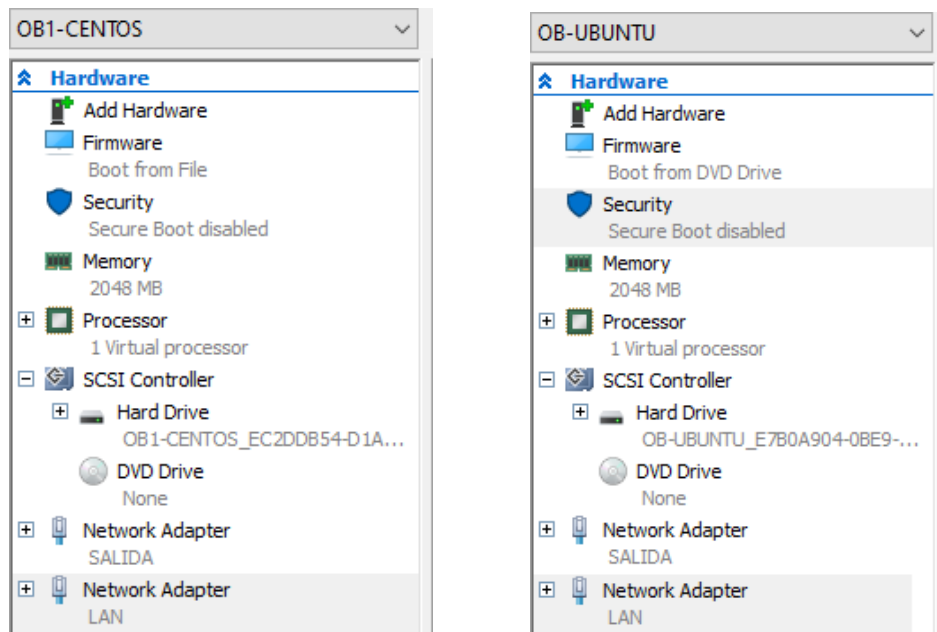 OB1-CENTOS
Hardware
Add Hardware
Firmware
Boot from File
Security
Secure Boot disabled
Memory
2048 MB
Processor
1 Virtual processor
SCSI Controller
Hard Drive
OB1-CENTOS_EC2DDB54-D1A...
DVD Drive
None
Network Adapter
SALIDA
Network Adapter
LAN
OB-UBUNTU
Hardware
Add Hardware
Firmware
Boot from DVD Drive
Security
Secure Boot disabled
Memory
2048 MB
Processor
1 Virtual processor
SCSI Controller
Hard Drive
OB-UBUNTU_E7B0A904-0BE9-...
DVD Drive
None
Network Adapter
SALIDA
Network Adapter
LAN